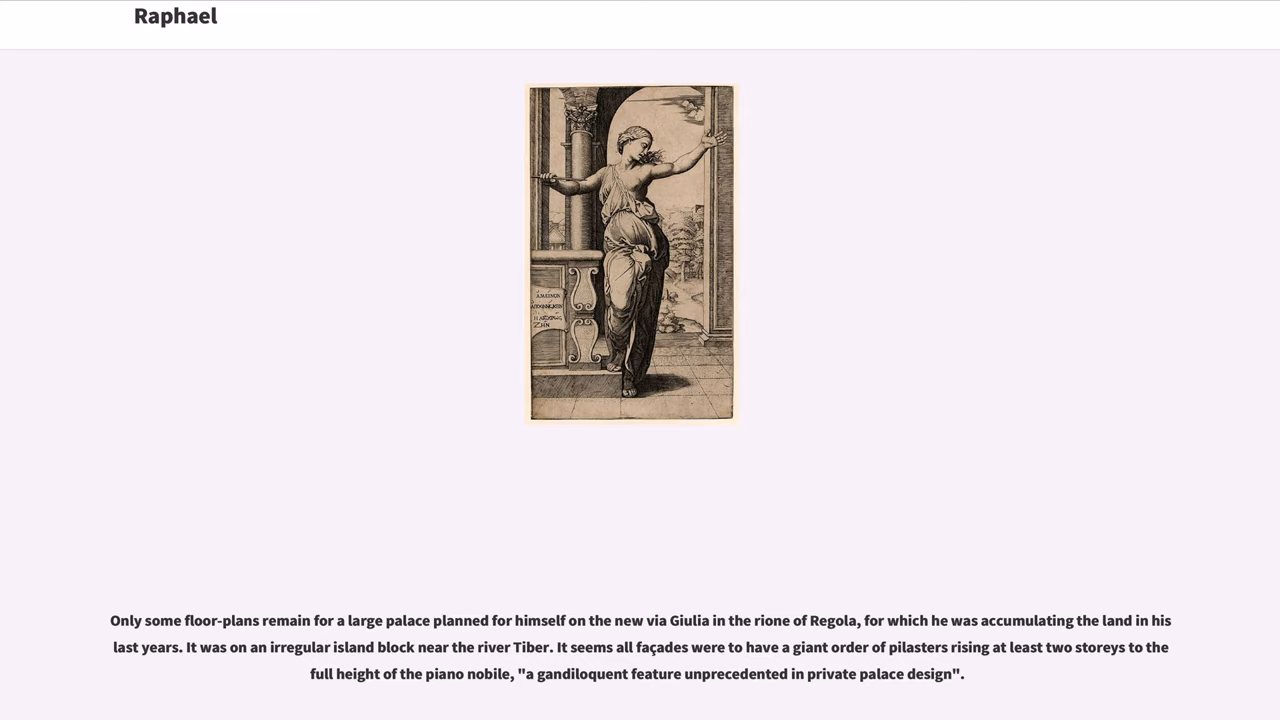 Raphael
ΖΗΝ
Only some floor-plans remain for a large palace planned for himself on the new via Giulia in the rione of Regola, for which he was accumulating the land in his
last years. It was on an irregular island block near the river Tiber. It seems all façades were to have a giant order of pilasters rising at least two storeys to the
full height of the piano nobile, "a gandiloquent feature unprecedented in private palace design".